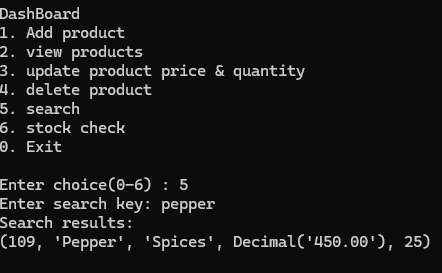 DashBoard
1. Add product
2. view products
3. update product price & quantity
4. delete product
5. search
6. stock check
0. Exit
Enter choice(0-6) : 5
Enter search key: pepper
Search results:
(109, 'Pepper', 'Spices', Decimal('450.00'), 25)